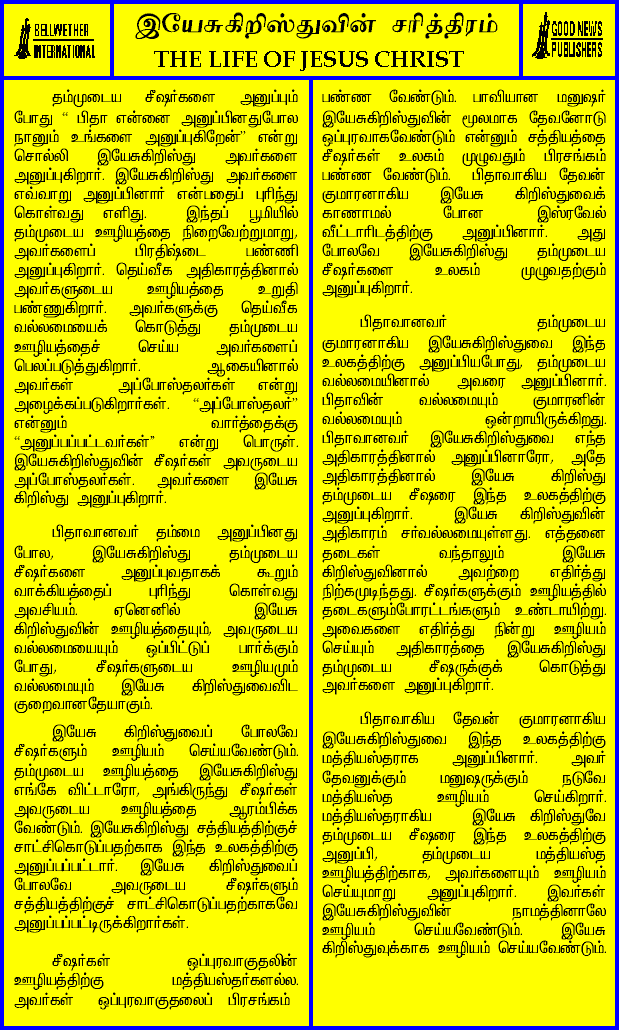 BELLWETHER
INTERNATIONAL
இயேசுகிறிஸ்துவின் சரித்திரம்
THE LIFE OF JESUS CHRIST
GOOD NEWS
PUBLISHERS
தம்முடைய சீஷர்களை அனுப்பும்
போது “ பிதா என்னை அனுப்பினதுபோல
நானும் உங்களை அனுப்புகிறேன்” என்று
சொல்லி இயேசுகிறிஸ்து அவர்களை
அனுப்புகிறார். இயேசுகிறிஸ்து அவர்களை
எவ்வாறு அனுப்பினார் என்பதைப் புரிந்து
கொள்வது எளிது. இந்தப் பூமியில்
தம்முடைய ஊழியத்தை நிறைவேற்றுமாறு,
அவர்களைப் பிரதிஷ்டை பண்ணி
அனுப்புகிறார். தெய்வீக அதிகாரத்தினால்
அவர்களுடைய ஊழியத்தை உறுதி
பண்ணுகிறார். அவர்களுக்கு தெய்வீக
வல்லமையைக் கொடுத்து தம்முடைய
ஊழியத்தைச் செய்ய அவர்களைப்
பெலப்படுத்துகிறார். ஆகையினால்
அவர்கள் அப்போஸ்தலர்கள் என்று
அழைக்கப்படுகிறார்கள். “அப்போஸ்தலர்”
என்னும் வார்த்தைக்கு
“அனுப்பப்பட்டவர்கள்” என்று பொருள்.
இயேசுகிறிஸ்துவின் சீஷர்கள் அவருடைய
அப்போஸ்தலர்கள். அவர்களை இயேசு
கிறிஸ்து அனுப்புகிறார்.
பிதாவானவர் தம்மை அனுப்பினது
போல, இயேசுகிறிஸ்து தம்முடைய
சீஷர்களை அனுப்புவதாகக் கூறும்
வாக்கியத்தைப் புரிந்து கொள்வது
அவசியம். ஏனெனில் இயேசு
கிறிஸ்துவின் ஊழியத்தையும், அவருடைய
வல்லமையையும் ஒப்பிட்டுப் பார்க்கும்
போது, சீஷர்களுடைய ஊழியமும்
வல்லமையும் இயேசு கிறிஸ்துவைவிட
குறைவானதேயாகும்.
இயேசு கிறிஸ்துவைப் போலவே
சீஷர்களும் ஊழியம் செய்யவேண்டும்.
தம்முடைய ஊழியத்தை இயேசுகிறிஸ்து
எங்கே விட்டாரோ, அங்கிருந்து சீஷர்கள்
அவருடைய ஊழியத்தை ஆரம்பிக்க
வேண்டும். இயேசுகிறிஸ்து சத்தியத்திற்குச்
சாட்சிகொடுப்பதற்காக இந்த உலகத்திற்கு
அனுப்பப்பட்டார். இயேசு கிறிஸ்துவைப்
போலவே அவருடைய சீஷர்களும்
சத்தியத்திற்குச் சாட்சிகொடுப்பதற்காகவே
அனுப்பப்பட்டிருக்கிறார்கள்.
சீஷர்கள் ஒப்புரவாகுதலின்
ஊழியத்திற்கு மத்தியஸ்தர்களல்ல.
அவர்கள் ஒப்புரவாகுதலைப் பிரசங்கம்
பண்ண வேண்டும். பாவியான மனுஷர்
இயேசுகிறிஸ்துவின் மூலமாக தேவனோடு
ஒப்புரவாகவேண்டும் என்னும் சத்தியத்தை
சீஷர்கள் உலகம் முழுவதும் பிரசங்கம்
பண்ண வேண்டும். பிதாவாகிய தேவன்
குமாரனாகிய இயேசு கிறிஸ்துவைக்
காணாமல் போன இஸ்ரவேல்
வீட்டாரிடத்திற்கு அனுப்பினார். அது
போலவே இயேசுகிறிஸ்து தம்முடைய
சீஷர்களை உலகம் முழுவதற்கும்
அனுப்புகிறார்.
பிதாவானவர் தம்முடைய
குமாரனாகிய இயேசுகிறிஸ்துவை இந்த
உலகத்திற்கு அனுப்பியபோது, தம்முடைய
வல்லமையினால் அவரை அனுப்பினார்.
பிதாவின் வல்லமையும் குமாரனின்
வல்லமையும் ஒன்றாயிருக்கிறது.
பிதாவானவர் இயேசுகிறிஸ்துவை எந்த
அதிகாரத்தினால் அனுப்பினாரோ, அதே
அதிகாரத்தினால் இயேசு கிறிஸ்து
தம்முடைய சீஷரை இந்த உலகத்திற்கு
அனுப்புகிறார். இயேசு கிறிஸ்துவின்
அதிகாரம் சர்வல்லமையுள்ளது. எத்தனை
தடைகள் வந்தாலும் இயேசு
கிறிஸ்துவினால் அவற்றை எதிர்த்து
நிற்கமுடிந்தது. சீஷர்களுக்கும் ஊழியத்தில்
தடைகளும்போரட்டங்களும் உண்டாயிற்று.
அவைகளை எதிர்த்து நின்று ஊழியம்
செய்யும் அதிகாரத்தை இயேசுகிறிஸ்து
தம்முடைய சீஷருக்குக் கொடுத்து
அவர்களை அனுப்புகிறார்.
பிதாவாகிய தேவன் குமாரனாகிய
இயேசுகிறிஸ்துவை இந்த உலகத்திற்கு
மத்தியஸ்தராக அனுப்பினார். அவர்
தேவனுக்கும் மனுஷருக்கும் நடுவே
மத்தியஸ்த ஊழியம் செய்கிறார்.
மத்தியஸ்தராகிய இயேசு கிறிஸ்துவே
தம்முடைய சீஷரை இந்த உலகத்திற்கு
அனுப்பி, தம்முடைய மத்தியஸ்த
ஊழியத்திற்காக, அவர்களையும் ஊழியம்
செய்யுமாறு அனுப்புகிறார். இவர்கள்
இயேசுகிறிஸ்துவின் நாமத்தினாலே
ஊழியம் செய்யவேண்டும். இயேசு
கிறிஸ்துவுக்காக ஊழியம் செய்யவேண்டும்.